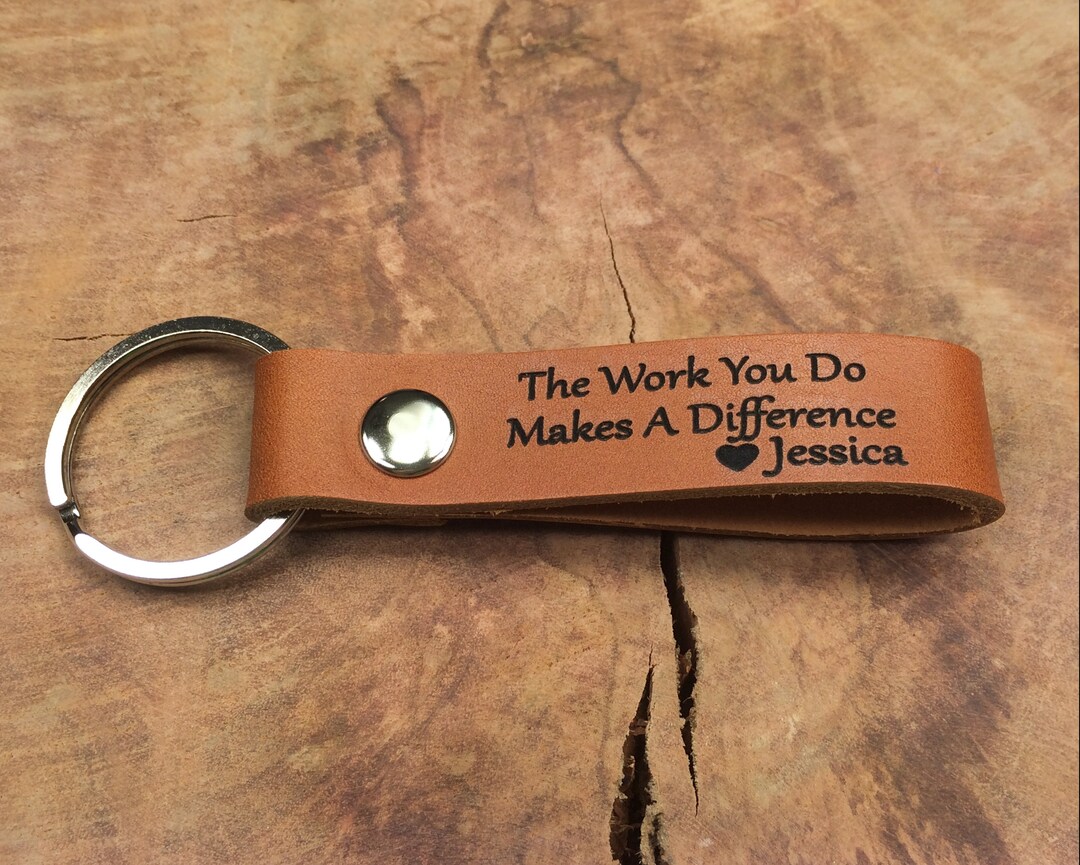 The Work You Do
Makes A Difference
♥ Jessica